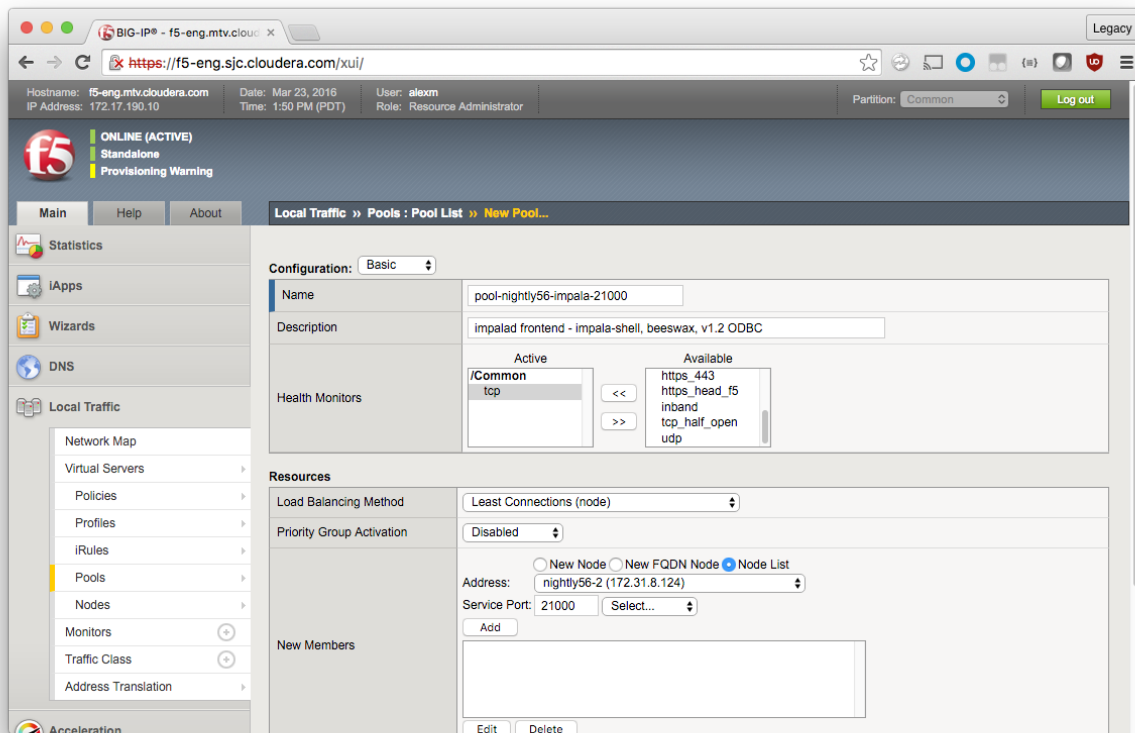 BIG-IP® - f5-eng.mtv.cloud
Legacy
https://f5-eng.sjc.cloudera.com/xui/
Hostname: f5-eng.mtv.cloudera.com Date: Mar 23, 2016 User: alexm
IP Address: 172.17.190.10 Time: 1:50 PM (PDT) Role: Resource Administrator
Partition: Common Log out
f5
ONLINE (ACTIVE)
Standalone
Provisioning Warning
Main Help About
Local Traffic » Pools : Pool List » New Pool...
Statistics
iApps
Wizards
DNS
Local Traffic
Network Map
Virtual Servers
Policies
Profiles
iRules
Pools
Nodes
Monitors
Traffic Class
Address Translation
Acceleration
Configuration: Basic
Name pool-nightly56-impala-21000
Description impalad frontend - impala-shell, beeswax, v1.2 ODBC
Health Monitors
Active
/Common
tcp
<<
>>
Available
https_443
https_head_f5
inband
tcp_half_open
udp
Resources
Load Balancing Method Least Connections (node)
Priority Group Activation Disabled
New Members
New Node New FQDN Node Node List
Address: nightly56-2 (172.31.8.124)
Service Port: 21000 Select...
Add
Edit Delete